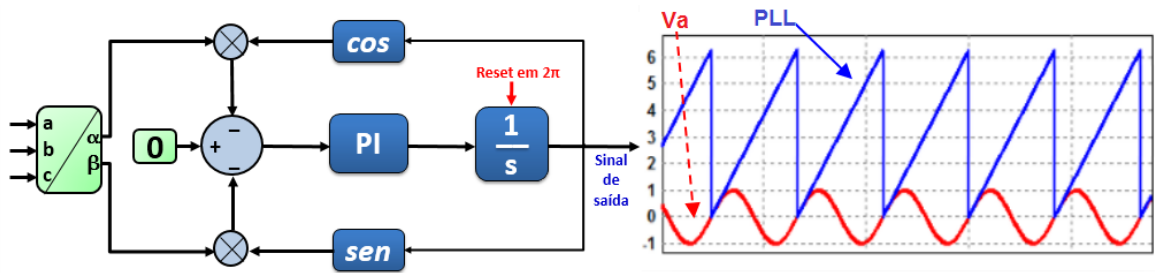 cos
Reset em 2π
a
b
c
α
β
0
+
−
−
PI
1
s
Sinal
de
saída
sen
Va
PLL
6
5
4
3
2
1
0
-1